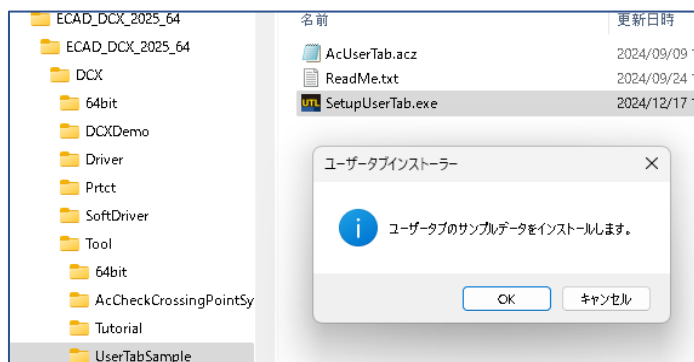 ECAD_DCX_2025_64
ECAD_DCX_2025_64
DCX
64bit
DCXDemo
Driver
Prtct
SoftDriver
Tool
64bit
AcCheckCrossingPointSy
Tutorial
UserTabSample
名前 更新日時
AcUserTab.acz 2024/09/09 1
ReadMe.txt 2024/09/24 1
UTL SetupUserTab.exe 2024/12/17 1
ユーザータブインストーラー
ユーザータブのサンプルデータをインストールします。
OK キャンセル